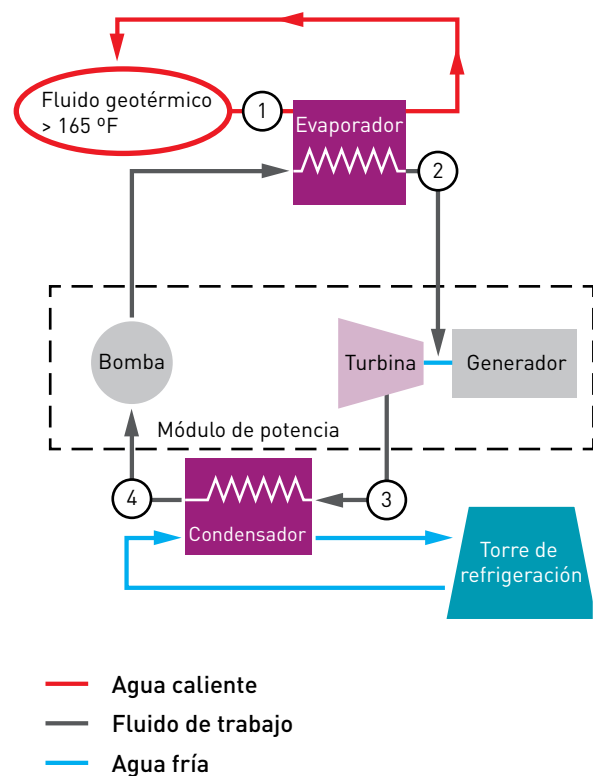 Fluido geotérmico
> 165 ºF
1
Evaporador
2
Bomba
Turbina
Generador
Módulo de potencia
4
3
Condensador
Torre de
refrigeración
Agua caliente
Fluido de trabajo
Agua fría